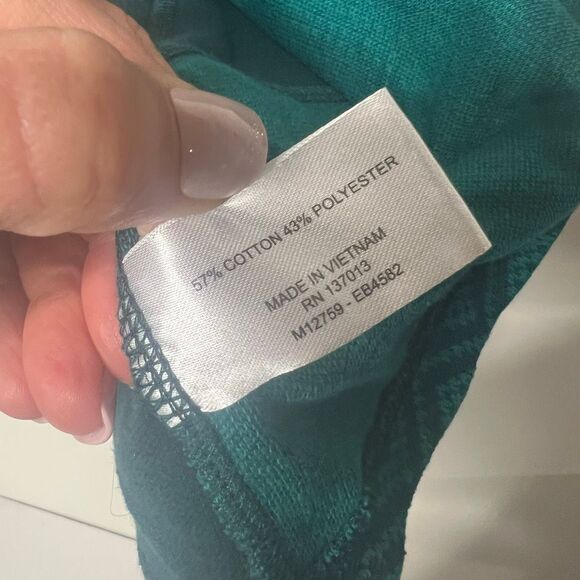 57% COTTON 43% POLYESTER
MADE IN VIETNAM
RN 137013
M12759 - EB4582